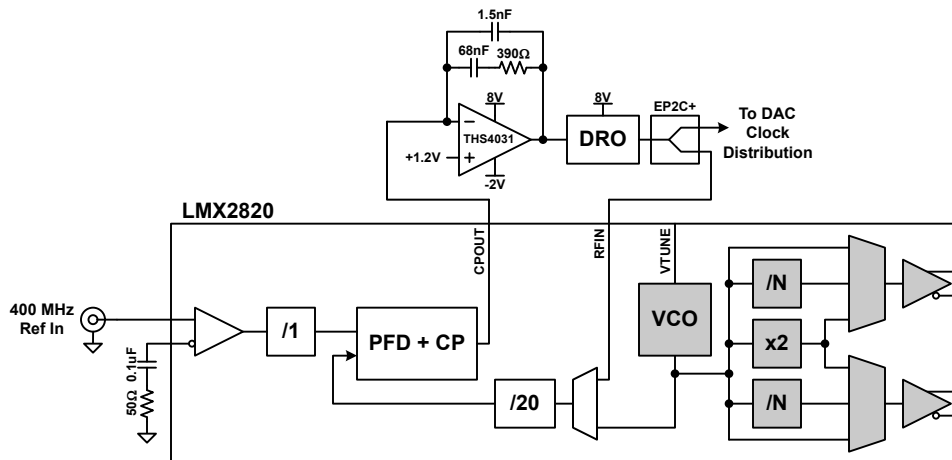 1.5nF
68nF
390Ω
8V
THS4031
+1.2V
-2V
8V
DRO
EP2C+
To DAC
Clock
Distribution
LMX2820
CPOUT
RFIN
VTUNE
400 MHz
Ref In
/1
PFD + CP
VCO
/N
x2
/N
/20
50Ω 0.1uF